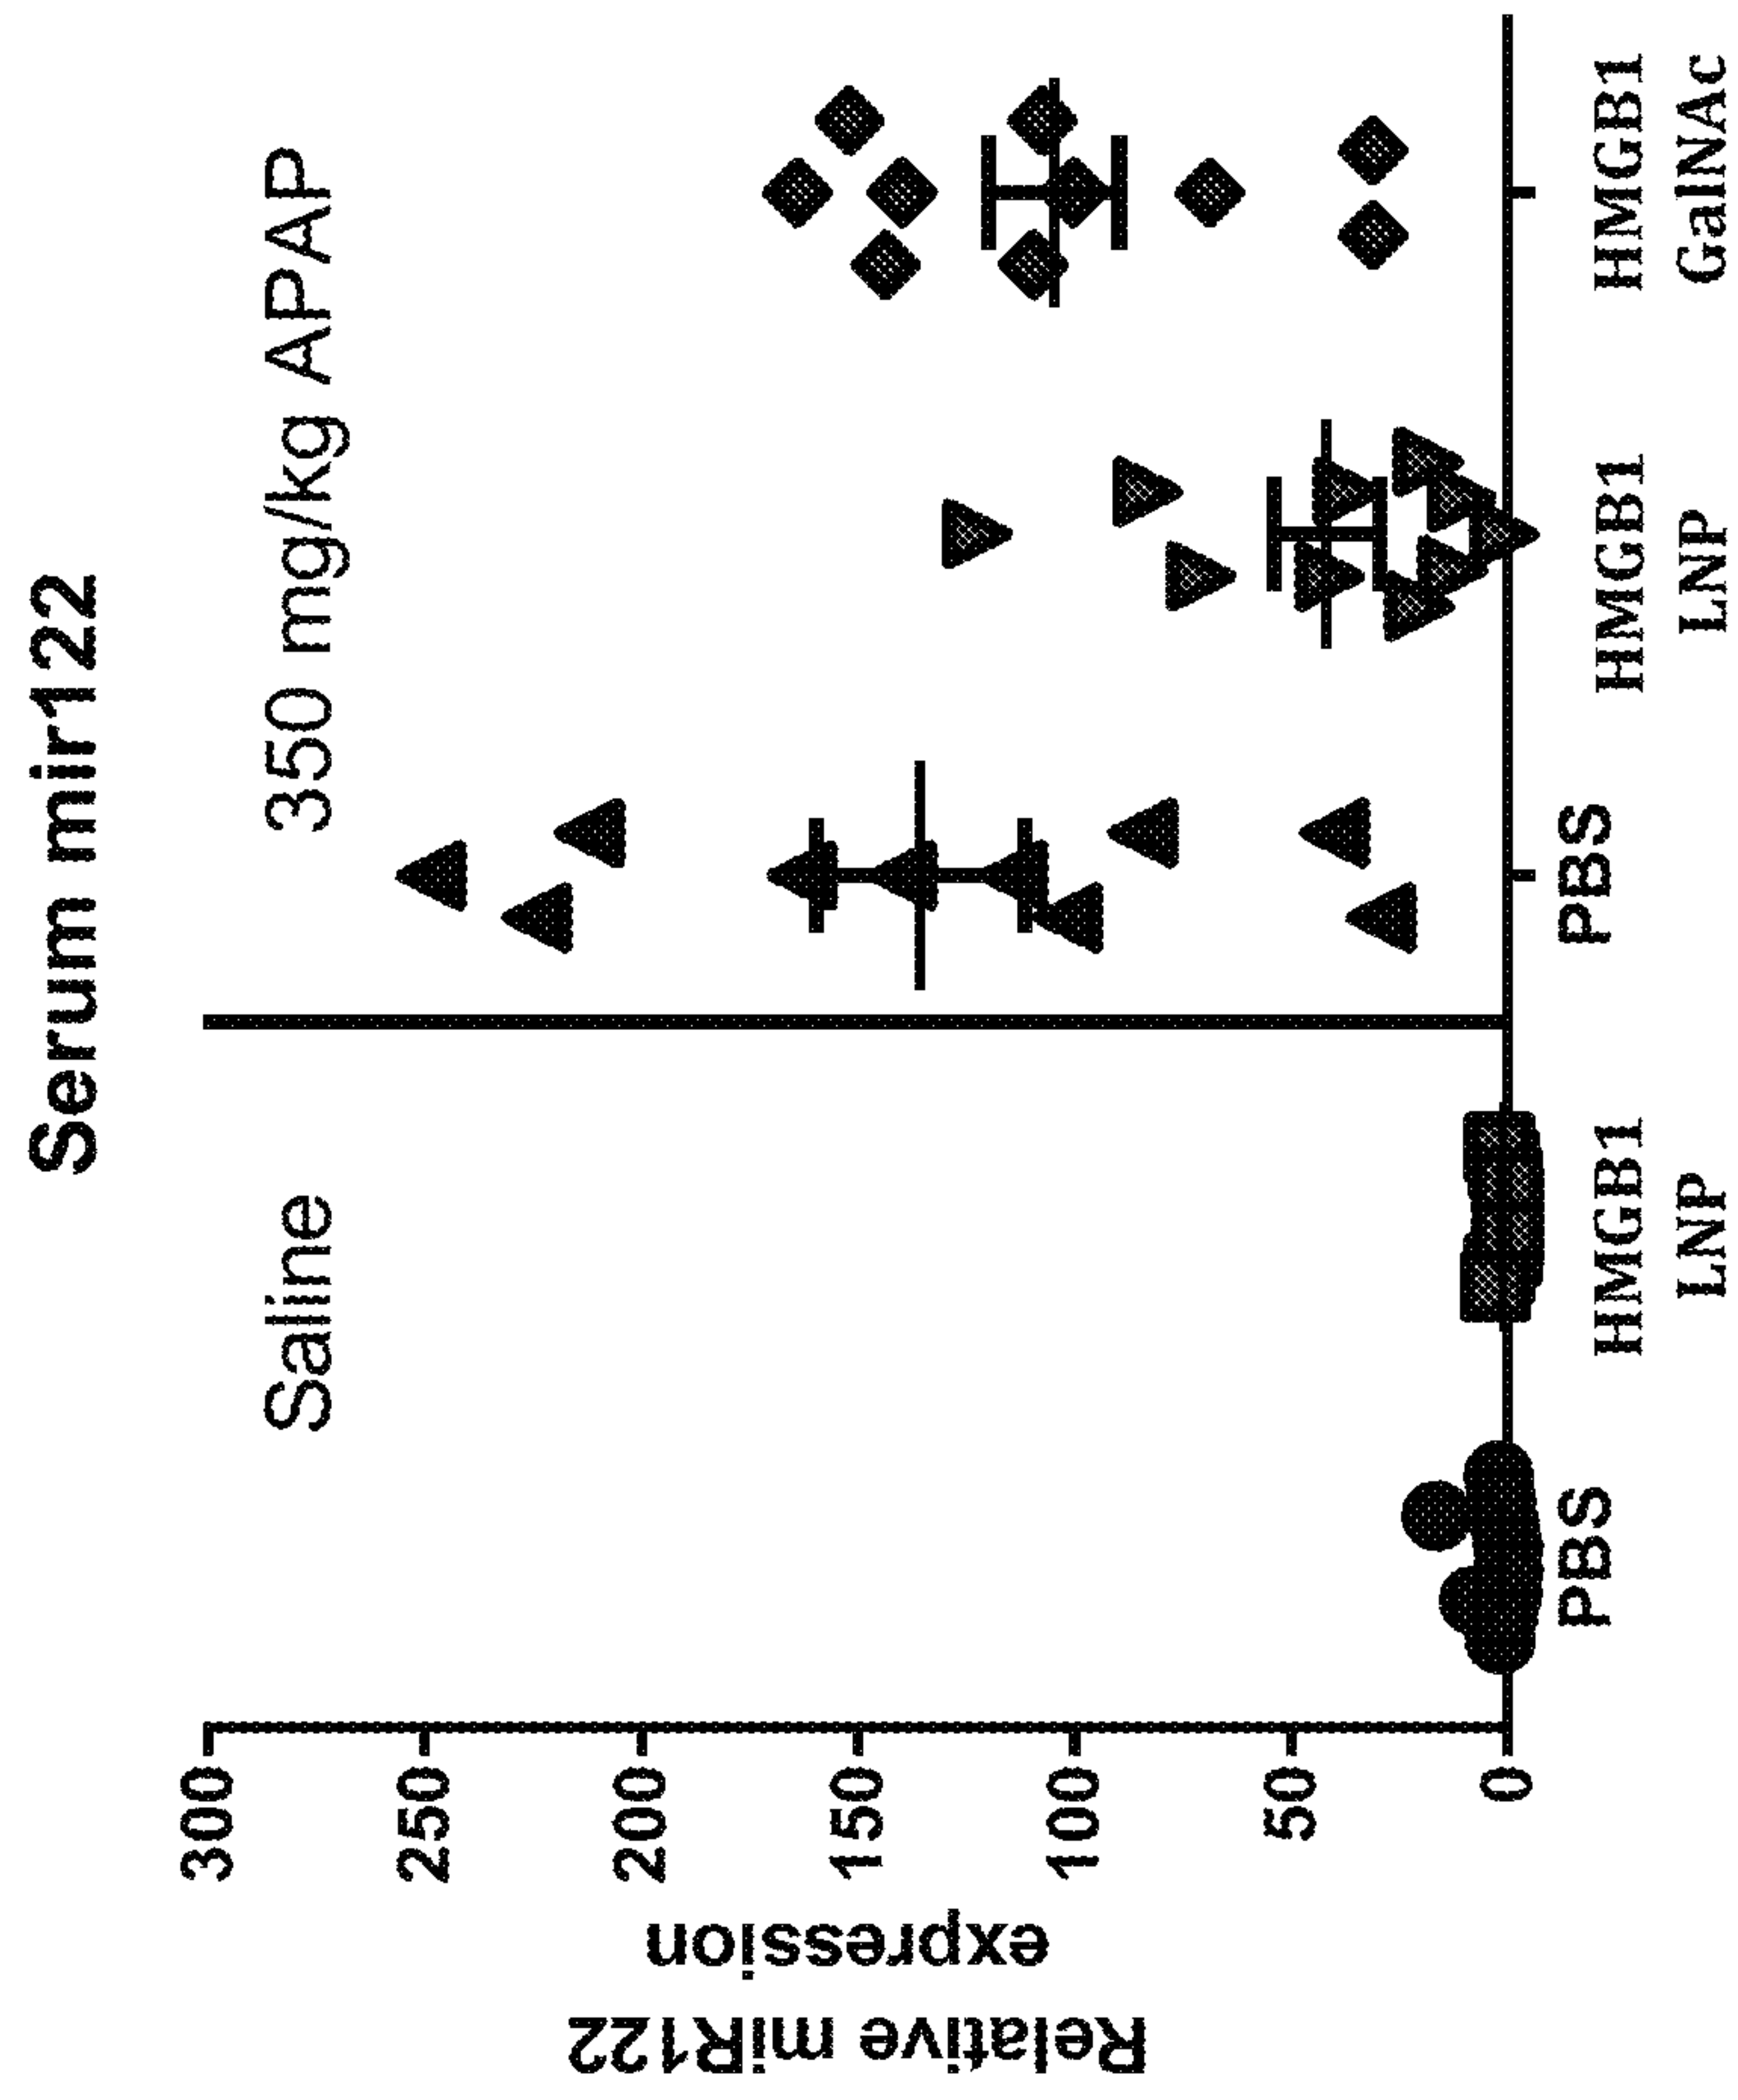 Serum mir122
Saline
350 mg/kg APAP
Relative miR122
expression
300
250
200
150
100
50
0
PBS
HMGB1
LNP
PBS
HMGB1
LNP
HMGB1
GalNAc